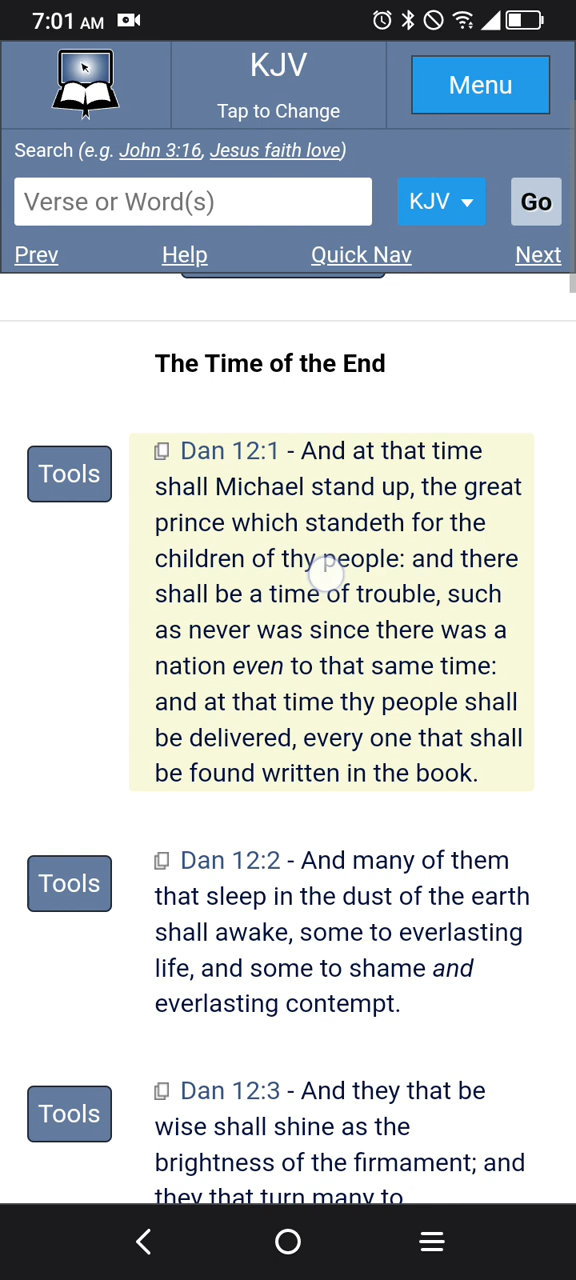 7:01 AM
KJV
Tap to Change
Menu
Search (e.g. John 3:16, Jesus faith love)
Verse or Word(s)
KJV
Go
Prev
Help
Quick Nav
Next
The Time of the End
Tools
Dan 12:1 - And at that time
shall Michael stand up, the great
prince which standeth for the
children of thy people: and there
shall be a time of trouble, such
as never was since there was a
nation even to that same time:
and at that time thy people shall
be delivered, every one that shall
be found written in the book.
Tools
Dan 12:2 - And many of them
that sleep in the dust of the earth
shall awake, some to everlasting
life, and some to shame and
everlasting contempt.
Tools
Dan 12:3 - And they that be
wise shall shine as the
brightness of the firmament; and
they that turn many to